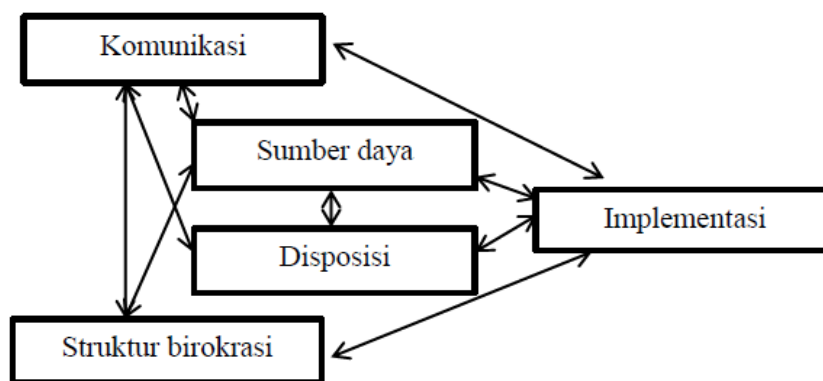 Komunikasi
Sumber daya
Implementasi
Disposisi
Struktur birokrasi